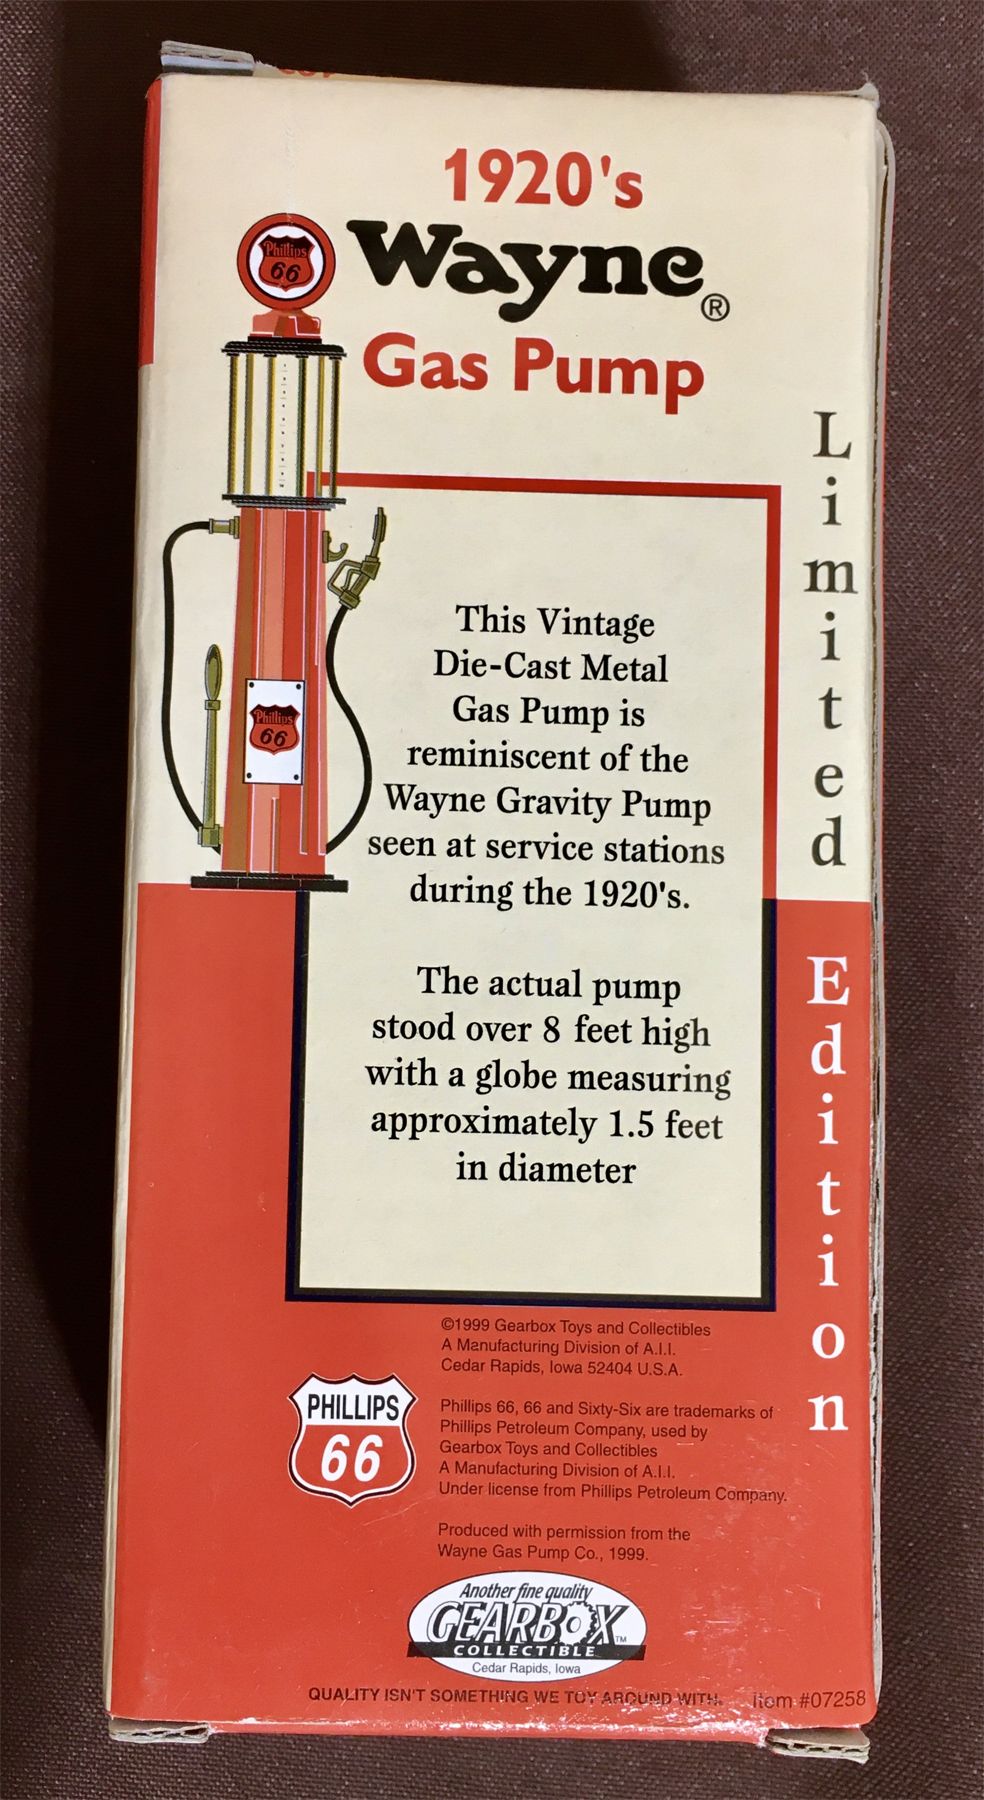 1920's
Wayne®
Gas Pump
Phillips
66
Phillips
66
Limited
Edition
This Vintage
Die-Cast Metal
Gas Pump is
reminiscent of the
Wayne Gravity Pump
seen at service stations
during the 1920's.
The actual pump
stood over 8 feet high
with a globe measuring
approximately 1.5 feet
in diameter
©1999 Gearbox Toys and Collectibles
A Manufacturing Division of A.I.I.
Cedar Rapids, Iowa 52404 U.S.A.
PHILLIPS
66
Phillips 66, 66 and Sixty-Six are trademarks of
Phillips Petroleum Company, used by
Gearbox Toys and Collectibles
A Manufacturing Division of A.I.I.
Under license from Phillips Petroleum Company.
Produced with permission from the
Wayne Gas Pump Co., 1999.
Another fine quality
GEARBOX™
COLLECTIBLE
Cedar Rapids, Iowa
QUALITY ISN'T SOMETHING WE TOY AROUND WITH.
item #07258